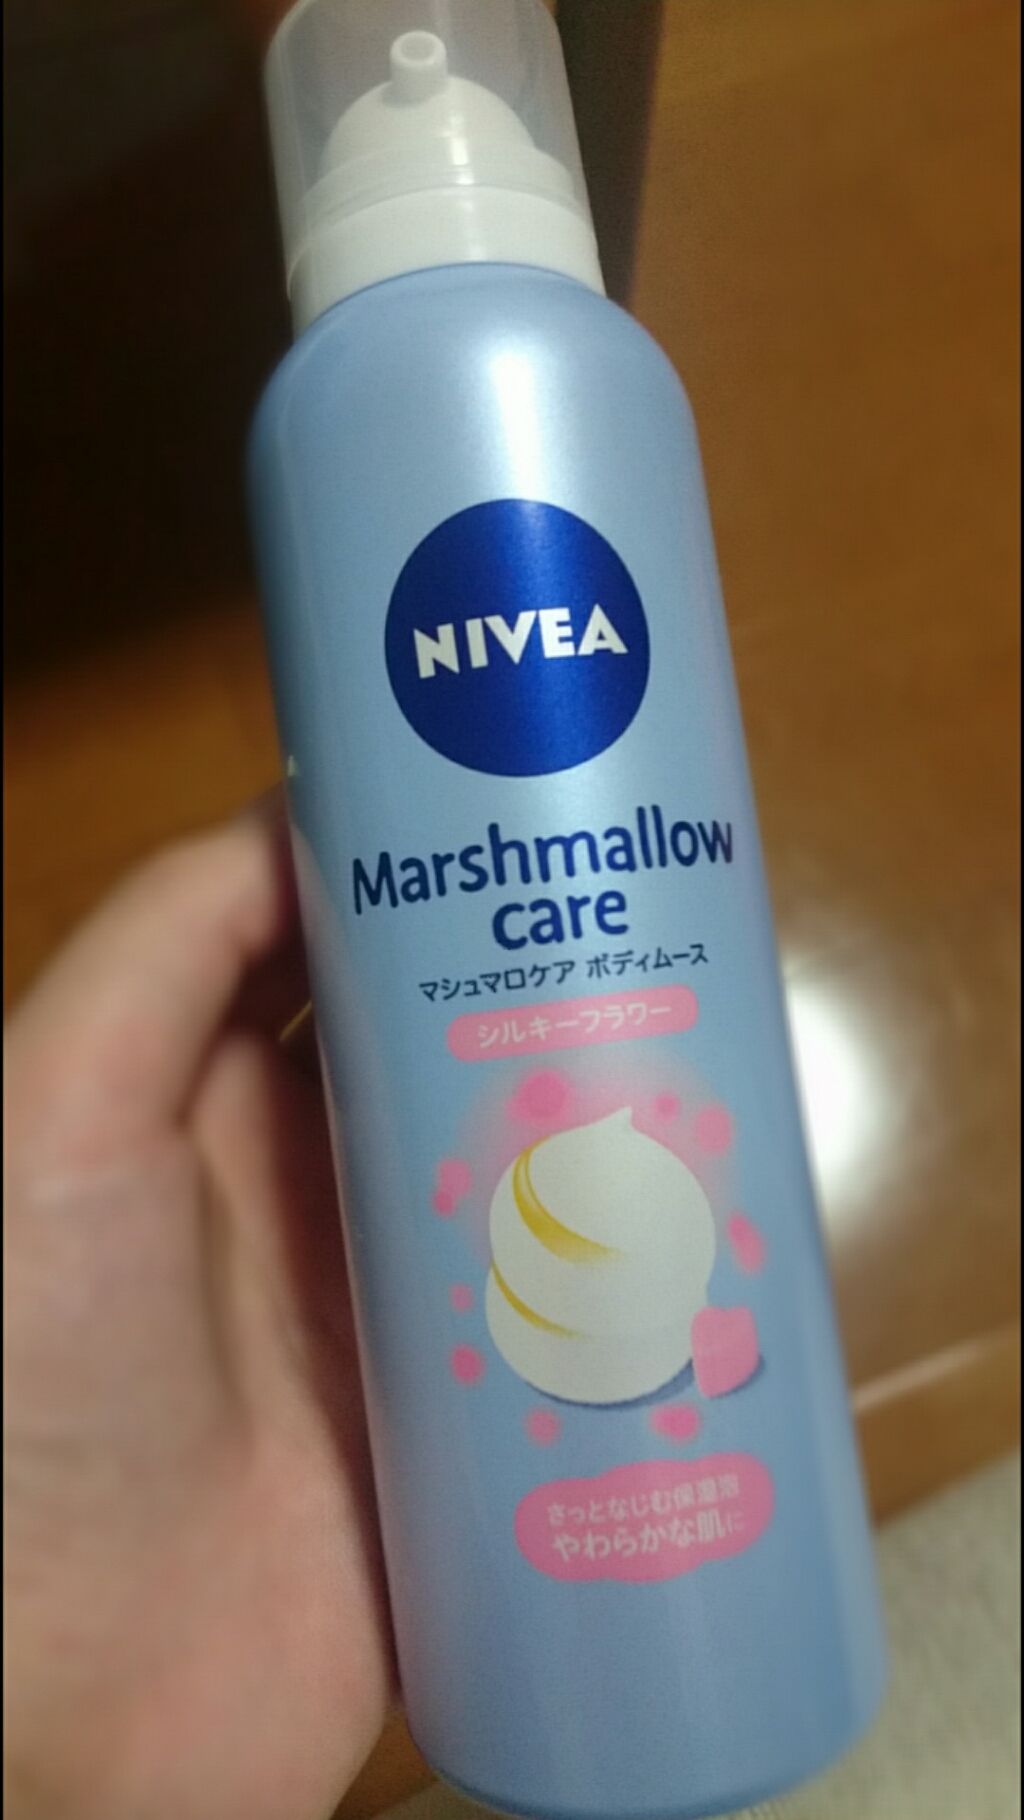 NIVEA
Marshmallow
care
マシュマロケア ボディムース
シルキーフラワー
さっとなじむ保湿泡
やわらかな肌に